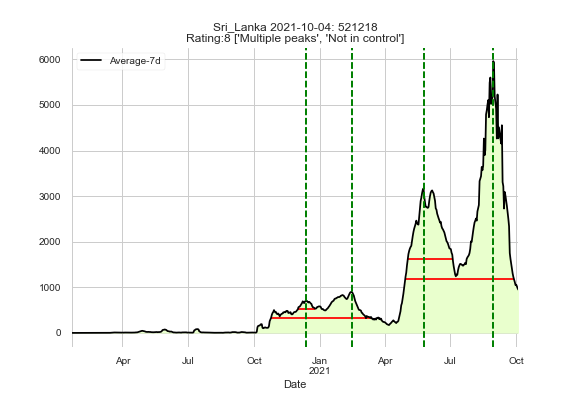 Sri_Lanka 2021-10-04: 521218
Rating:8 ['Multiple peaks', 'Not in control']
Average-7d
6000
5000
4000
3000
2000
1000
0
Apr Jul Oct Jan Apr Jul Oct
2021
Date